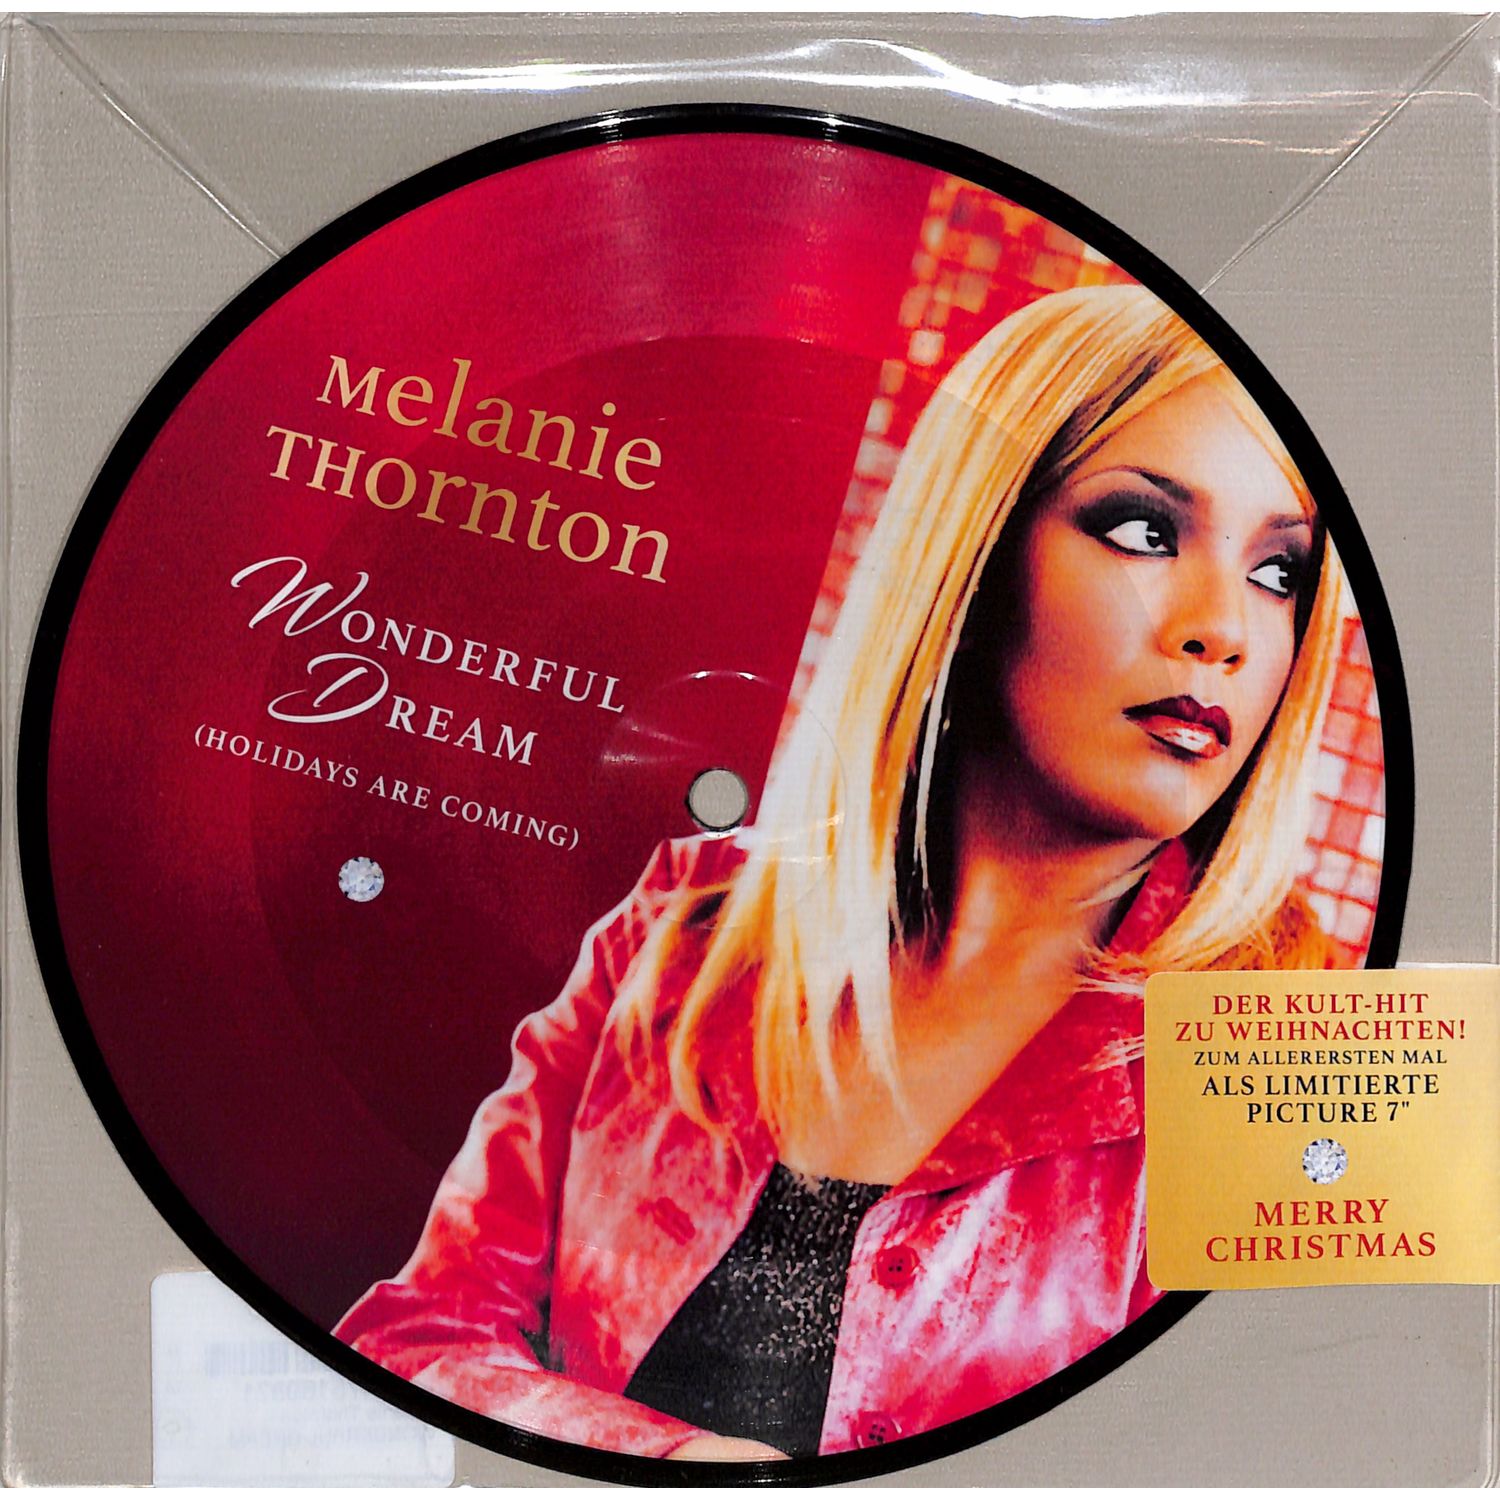 Melanie
THornton
Wonderful
Dream
(HOLIDAYS ARE COMING)
DER KULT-HIT
ZU WEIHNACHTEN!
ZUM ALLERERSTEN MAL
ALS LIMITIERTE
PICTURE 7"
MERRY
CHRISTMAS